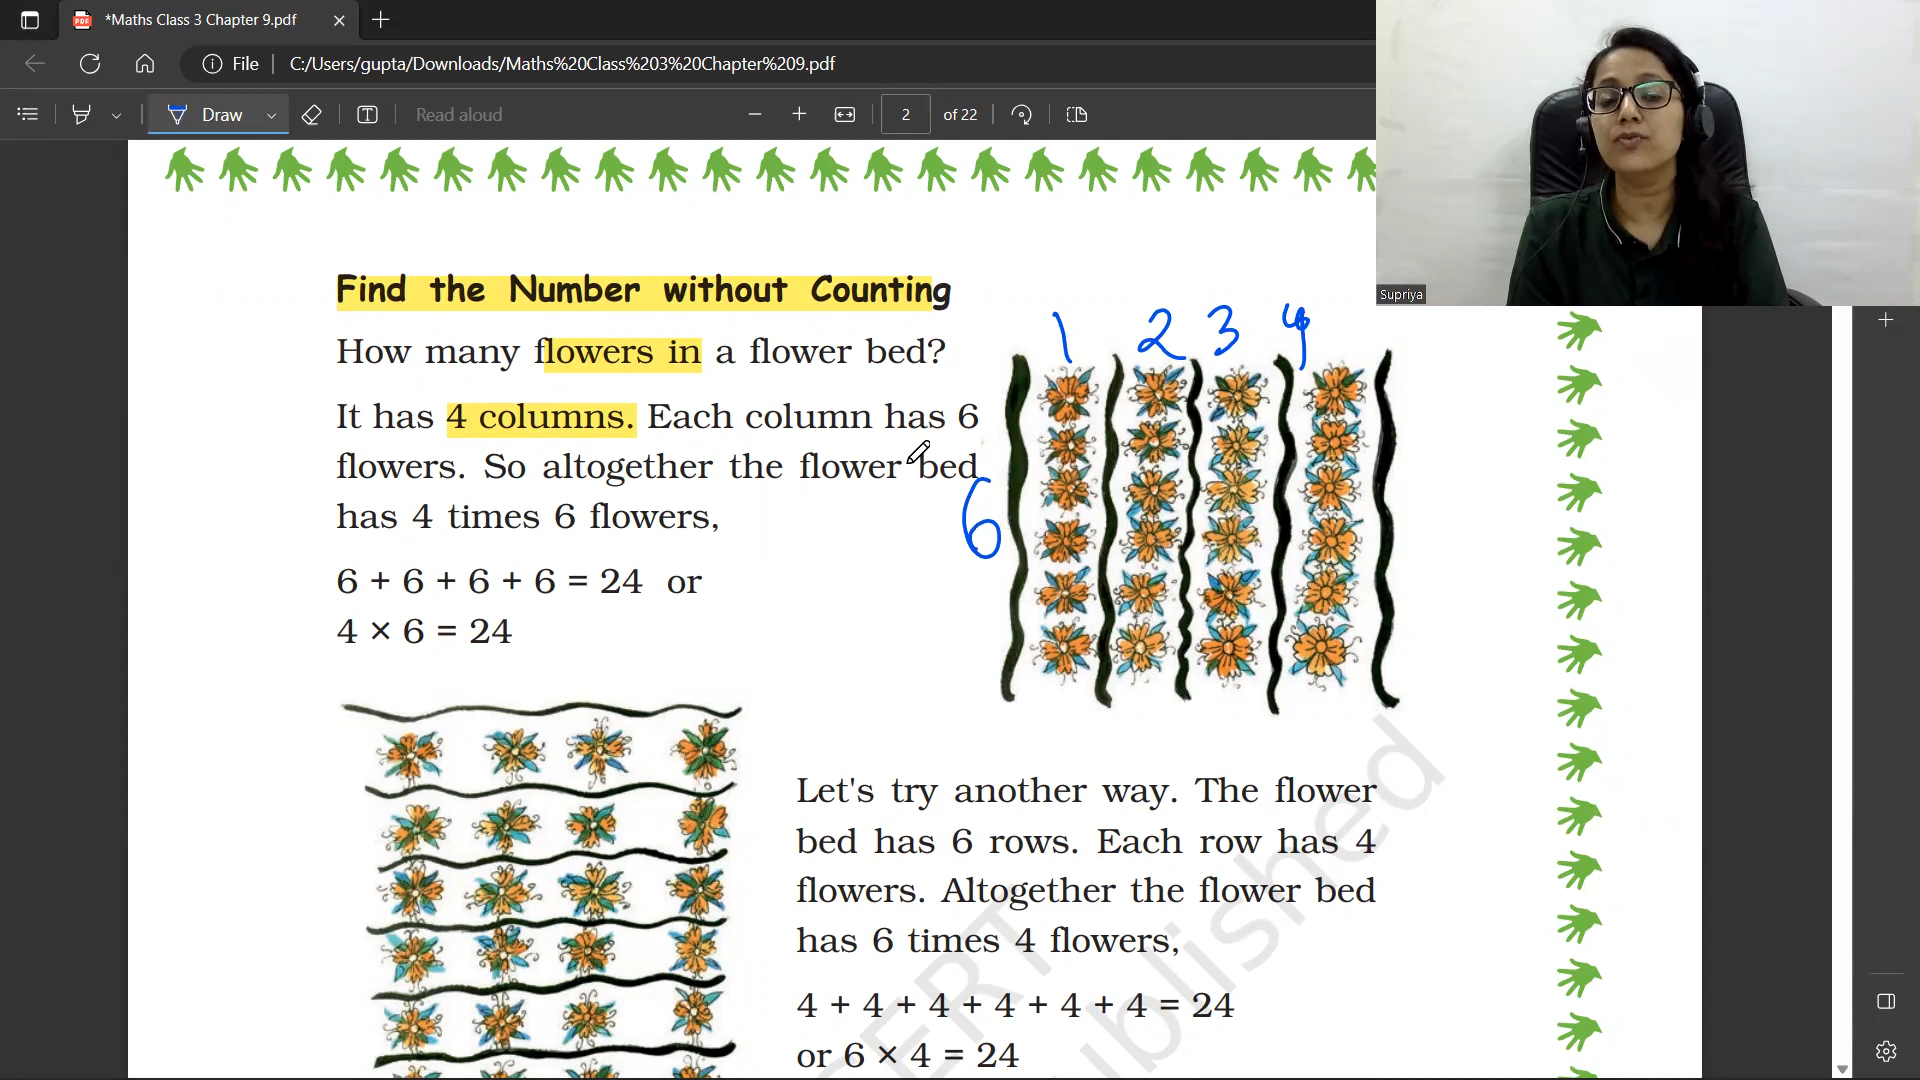 *Maths Class 3 Chapter 9.pdf
File
C:/Users/gupta/Downloads/Maths%20Class%203%20Chapter%209.pdf
Draw
Read aloud
2
of 22
Supriya
Find the Number without Counting
How many flowers in a flower bed?
It has 4 columns. Each column has 6
flowers. So altogether the flower bed
has 4 times 6 flowers,
6 + 6 + 6 + 6 = 24 or
4 × 6 = 24
1 2 3 4
6
Let's try another way. The flower
bed has 6 rows. Each row has 4
flowers. Altogether the flower bed
has 6 times 4 flowers,
4 + 4 + 4 + 4 + 4 + 4 = 24
or 6 × 4 = 24